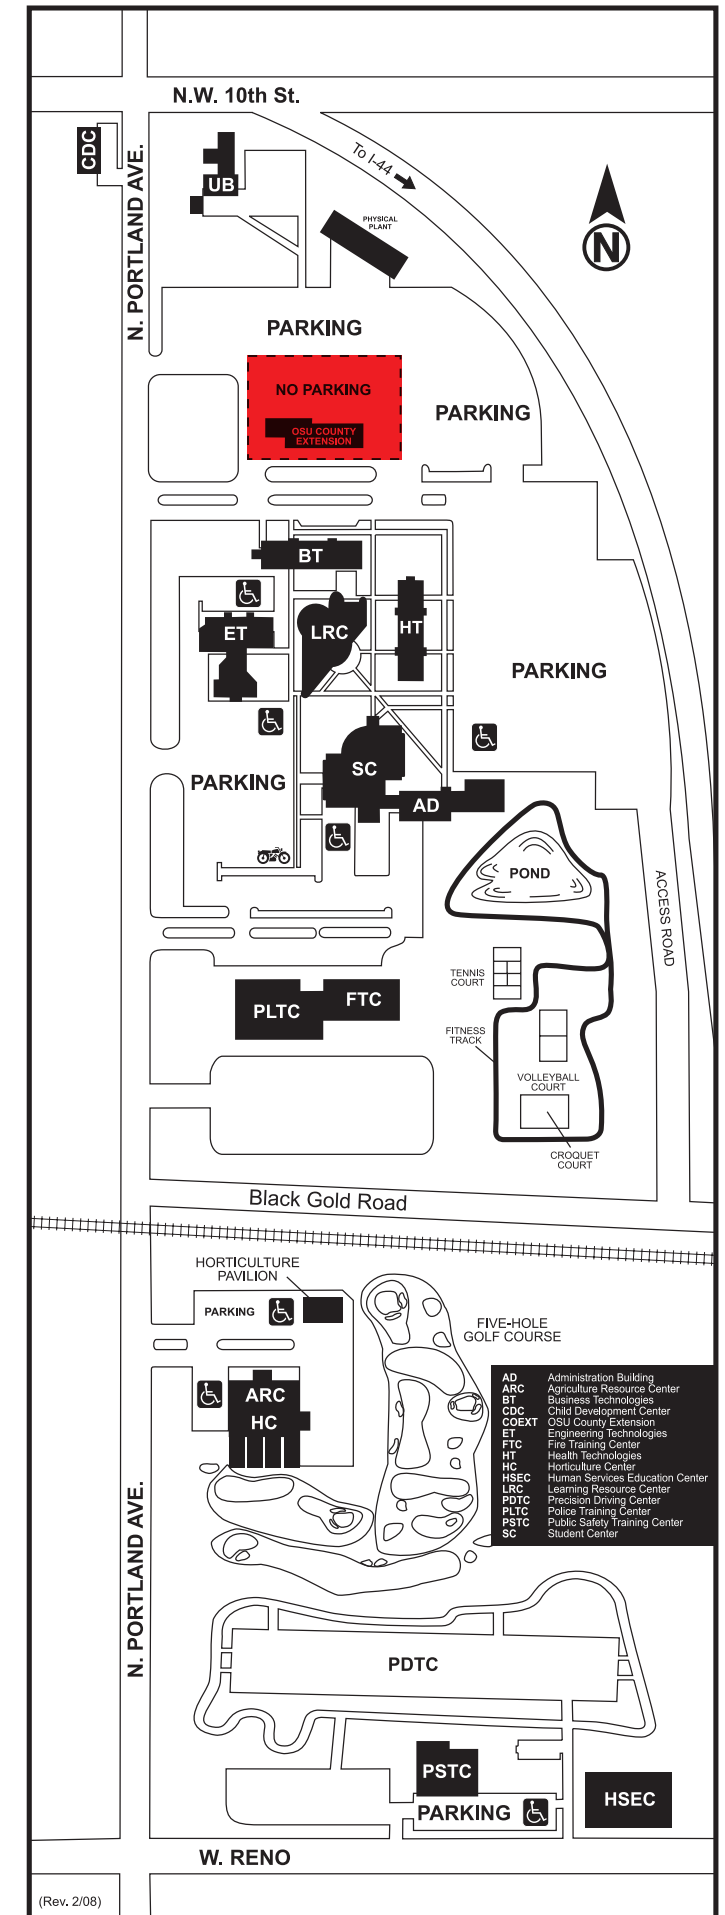 N.W. 10th St.
CDC
N. PORTLAND AVE.
To I-44
UB
PHYSICAL
PLANT
N
PARKING
NO PARKING
PARKING
OSU COUNTY
EXTENSION
BT
LRC
HT
ET
PARKING
SC
PARKING
AD
POND
ACCESS ROAD
TENNIS
COURT
FTC
PLTC
FITNESS
TRACK
VOLLEYBALL
COURT
CROQUET
COURT
Black Gold Road
HORTICULTURE
PAVILION
PARKING
FIVE-HOLE
GOLF COURSE
ARC
HC
AD Administration Building
ARC Agriculture Resource Center
BT Business Technologies
CDC Child Development Center
COEXT OSU County Extension
ET Engineering Technologies
FTC Fire Training Center
HT Health Technologies
HC Horticulture Center
HSEC Human Services Education Center
LRC Learning Resource Center
PDTC Precision Driving Center
PLTC Police Training Center
PSTC Public Safety Training Center
SC Student Center
N. PORTLAND AVE.
PDTC
PSTC
HSEC
PARKING
W. RENO
(Rev. 2/08)